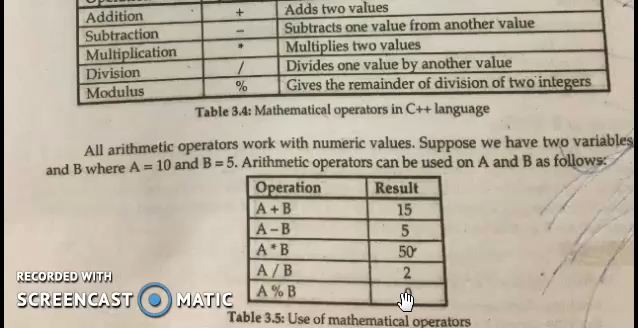 Addition + Adds two values
Subtraction - Subtracts one value from another value
Multiplication * Multiplies two values
Division / Divides one value by another value
Modulus % Gives the remainder of division of two integers
Table 3.4: Mathematical operators in C++ language
All arithmetic operators work with numeric values. Suppose we have two variables
and B where A = 10 and B = 5. Arithmetic operators can be used on A and B as follows:
Operation Result
A + B 15
A - B 5
A * B 50
A / B 2
A % B
Table 3.5: Use of mathematical operators
RECORDED WITH
SCREENCAST MATIC